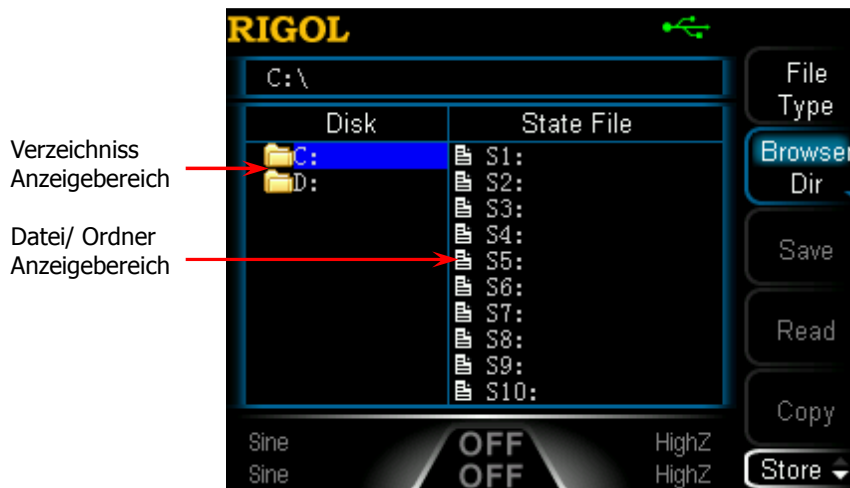 RIGOL
C:\
Disk
State File
C:
D:
S1:
S2:
S3:
S4:
S5:
S6:
S7:
S8:
S9:
S10:
Verzeichniss
Anzeigebereich
Datei/ Ordner
Anzeigebereich
File
Type
Browser
Dir
Save
Read
Copy
Store
Sine
OFF
HighZ
Sine
OFF
HighZ